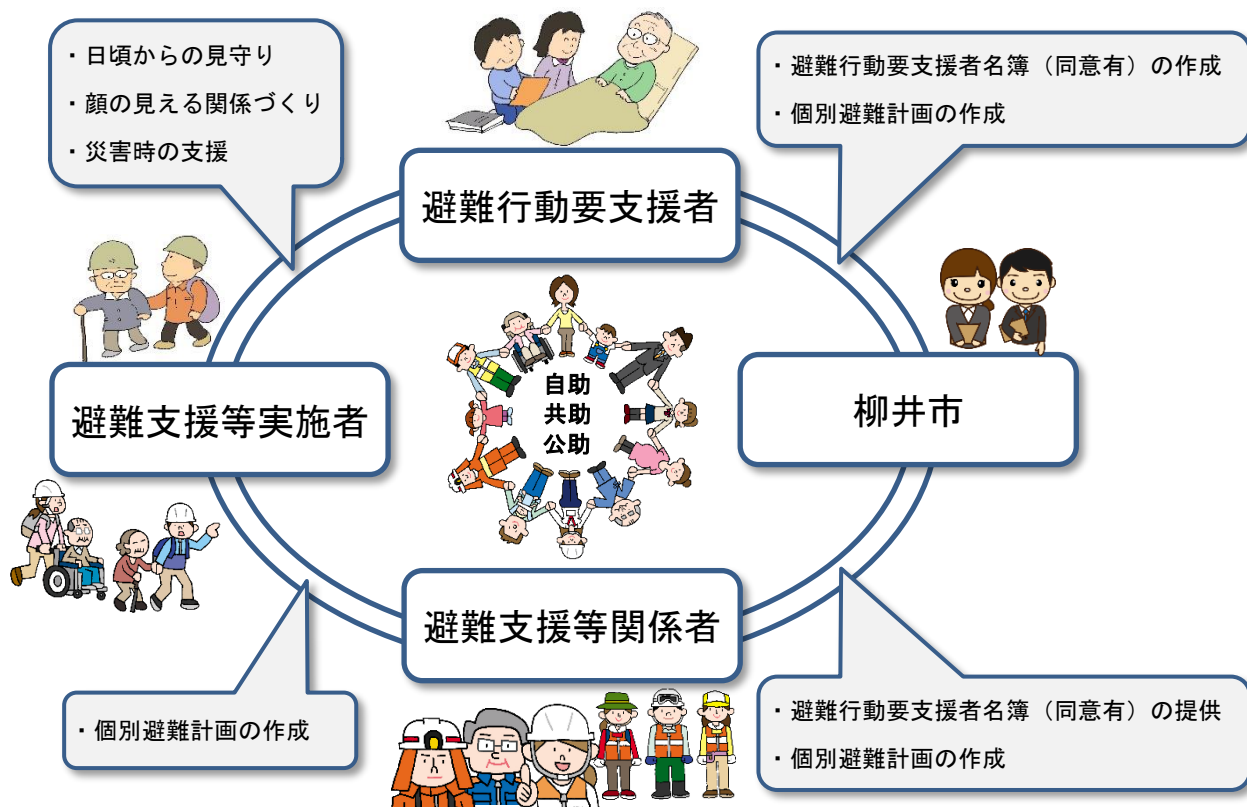 ・日頃からの見守り
・顔の見える関係づくり
・災害時の支援
・避難行動要支援者名簿（同意有）の作成
・個別避難計画の作成
避難行動要支援者
自助
共助
公助
避難支援等実施者
柳井市
避難支援等関係者
・個別避難計画の作成
・避難行動要支援者名簿（同意有）の提供
・個別避難計画の作成